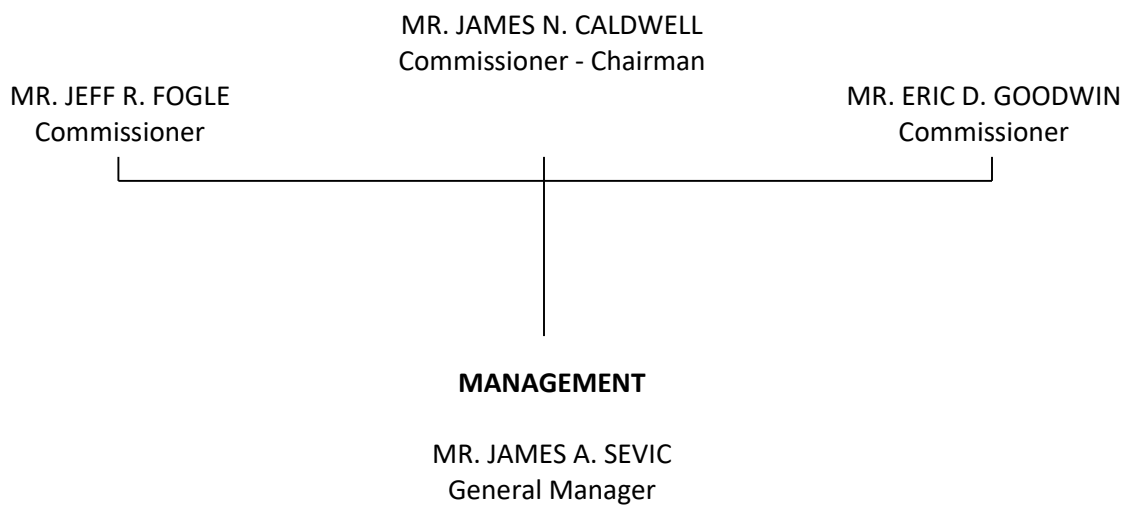 MR. JAMES N. CALDWELL
Commissioner - Chairman
MR. JEFF R. FOGLE
Commissioner
MR. ERIC D. GOODWIN
Commissioner
MANAGEMENT
MR. JAMES A. SEVIC
General Manager